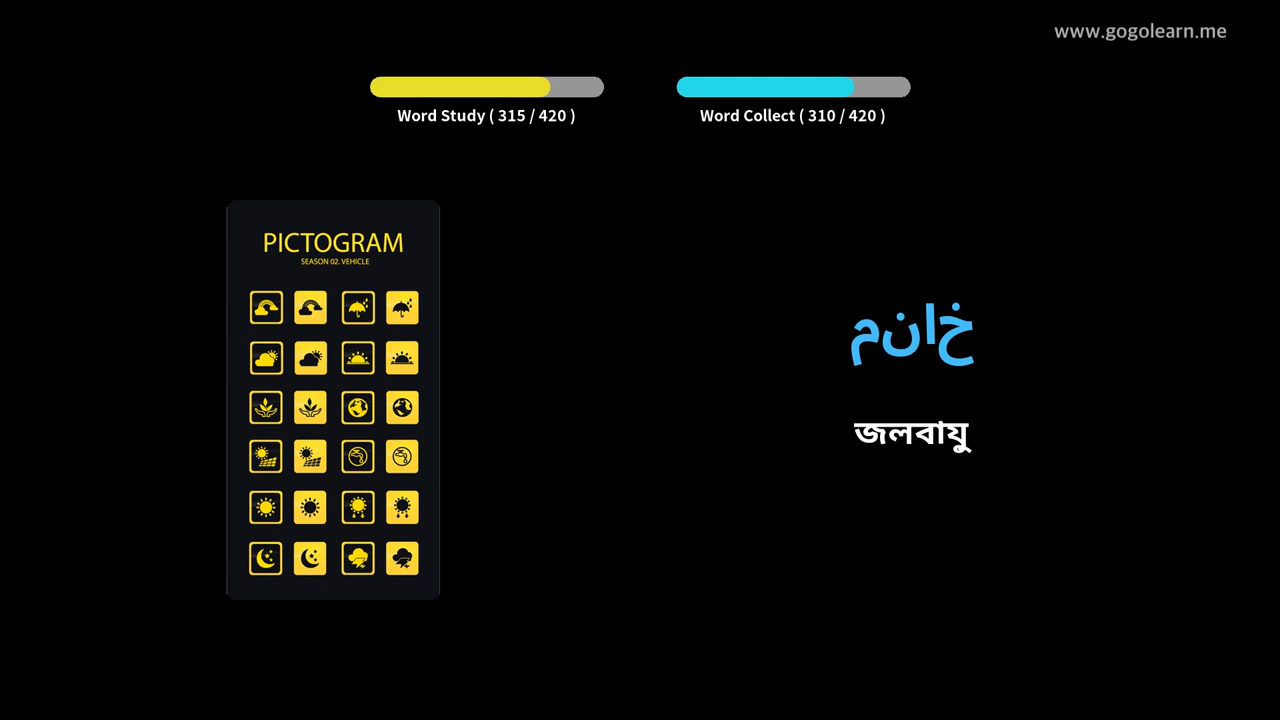 www.gogolearn.me
Word Study ( 315 / 420 )
Word Collect ( 310 / 420 )
PICTOGRAM
SEASON 02. VEHICLE
مناخ
জলবায়ু